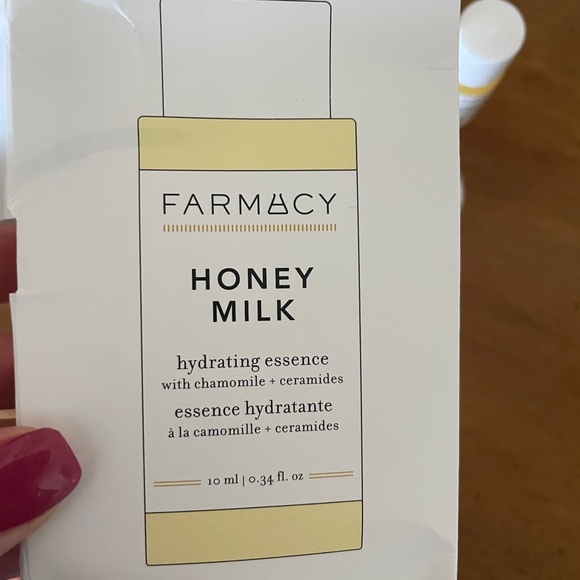 FARMACY
HONEY
MILK
hydrating essence
with chamomile + ceramides
essence hydratante
à la camomille + ceramides
10 ml | 0.34 fl. oz